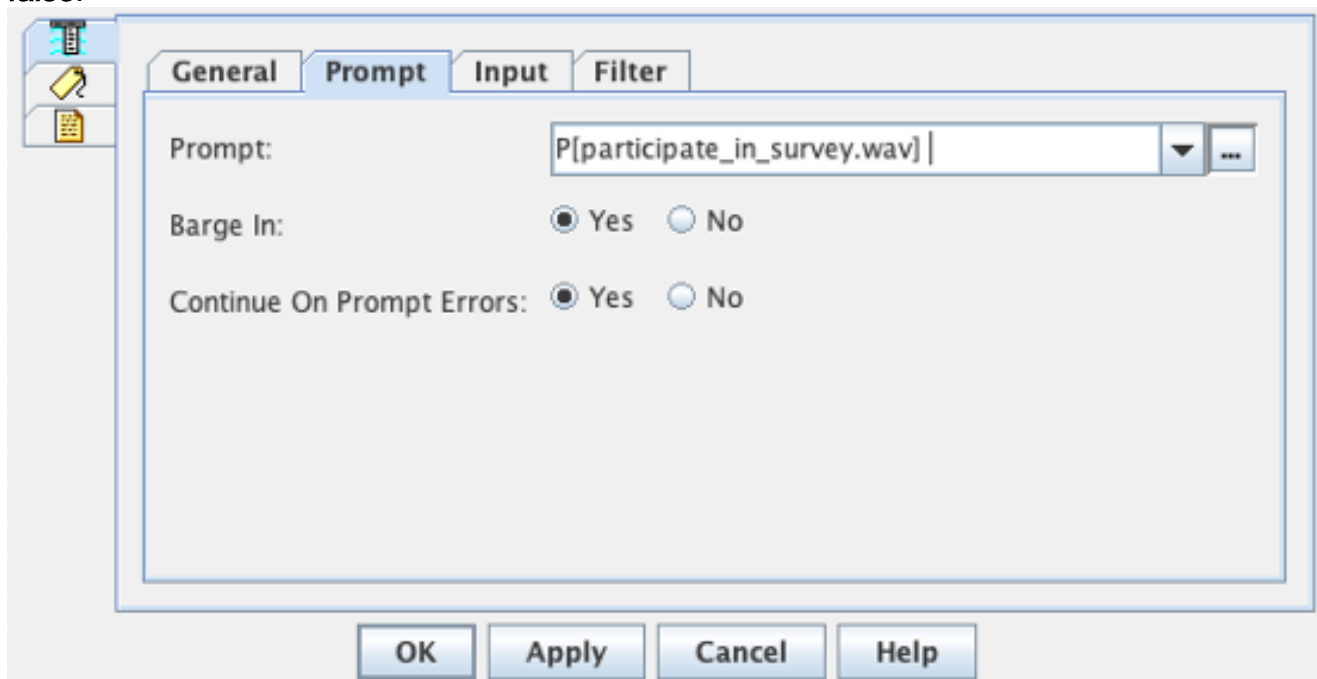 General Prompt Input Filter
Prompt: P[participate_in_survey.wav] ...
Barge In: Yes No
Continue On Prompt Errors: Yes No
OK Apply Cancel Help